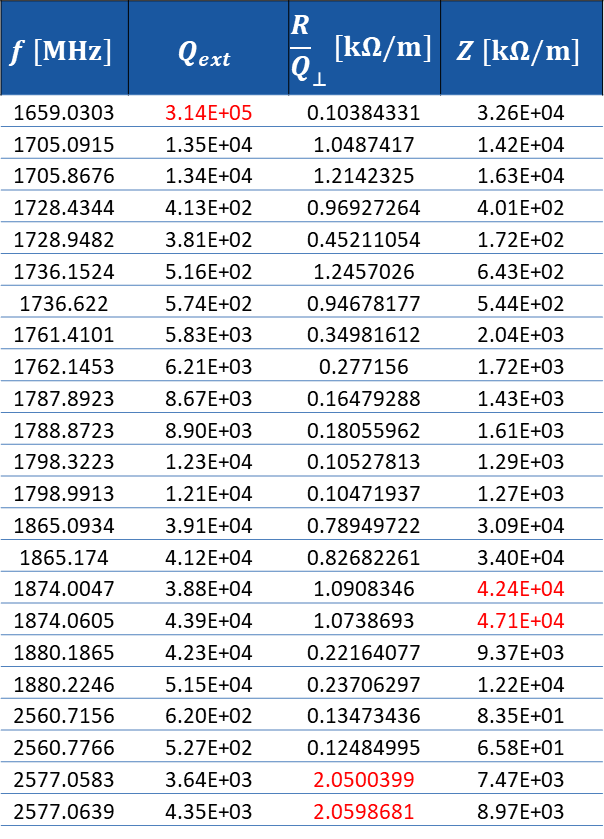 f [MHz] Q_ext R/Q_⊥ [kΩ/m] Z [kΩ/m]
1659.0303 3.14E+05 0.10384331 3.26E+04
1705.0915 1.35E+04 1.0487417 1.42E+04
1705.8676 1.34E+04 1.2142325 1.63E+04
1728.4344 4.13E+02 0.96927264 4.01E+02
1728.9482 3.81E+02 0.45211054 1.72E+02
1736.1524 5.16E+02 1.2457026 6.43E+02
1736.622 5.74E+02 0.94678177 5.44E+02
1761.4101 5.83E+03 0.34981612 2.04E+03
1762.1453 6.21E+03 0.277156 1.72E+03
1787.8923 8.67E+03 0.16479288 1.43E+03
1788.8723 8.90E+03 0.18055962 1.61E+03
1798.3223 1.23E+04 0.10527813 1.29E+03
1798.9913 1.21E+04 0.10471937 1.27E+03
1865.0934 3.91E+04 0.78949722 3.09E+04
1865.174 4.12E+04 0.82682261 3.40E+04
1874.0047 3.88E+04 1.0908346 4.24E+04
1874.0605 4.39E+04 1.0738693 4.71E+04
1880.1865 4.23E+04 0.22164077 9.37E+03
1880.2246 5.15E+04 0.23706297 1.22E+04
2560.7156 6.20E+02 0.13473436 8.35E+01
2560.7766 5.27E+02 0.12484995 6.58E+01
2577.0583 3.64E+03 2.0500399 7.47E+03
2577.0639 4.35E+03 2.0598681 8.97E+03